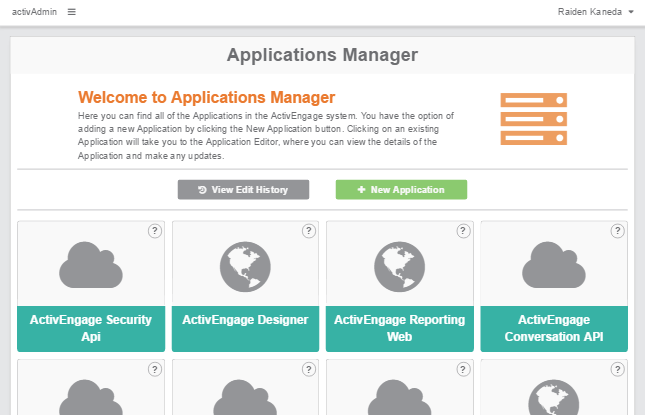 activAdmin
Raiden Kaneda
Applications Manager
Welcome to Applications Manager
Here you can find all of the Applications in the ActivEngage system. You have the option of
adding a new Application by clicking the New Application button. Clicking on an existing
Application will take you to the Application Editor, where you can view the details of the
Application and make any updates.
View Edit History
New Application
?
?
?
?
ActivEngage Security
Api
ActivEngage Designer
ActivEngage Reporting
Web
ActivEngage
Conversation API
?
?
?
?